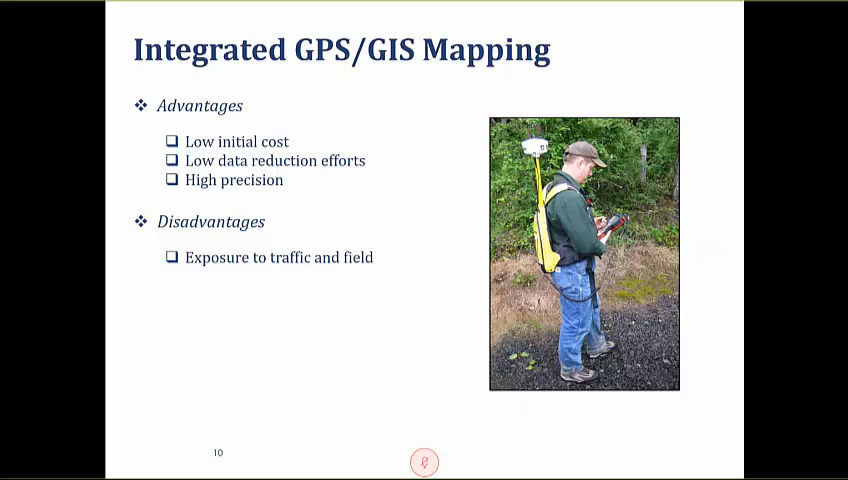 Integrated GPS/GIS Mapping
Advantages
Low initial cost
Low data reduction efforts
High precision
Disadvantages
Exposure to traffic and field
10